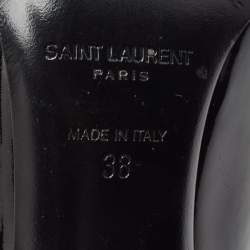 SAINT LAURENT
PARIS
MADE IN ITALY
38